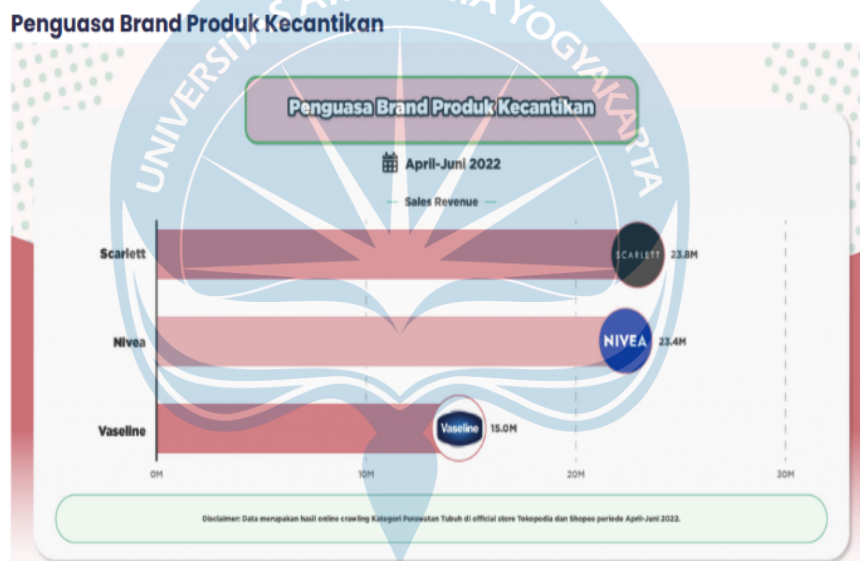 Penguasa Brand Produk Kecantikan
UNIVERSITAS ATMA JAYA YOGYAKARTA
Penguasa Brand Produk Kecantikan
April-Juni 2022
Sales Revenue
Scarlett
SCARLETT
23.8M
Nivea
NIVEA
23.4M
Vaseline
Vaseline
15.0M
0M 10M 20M 30M
Disclaimer: Data merupakan hasil online crawling Kategori Perawatan Tubuh di official store Tokopedia dan Shopee periode April-Juni 2022.